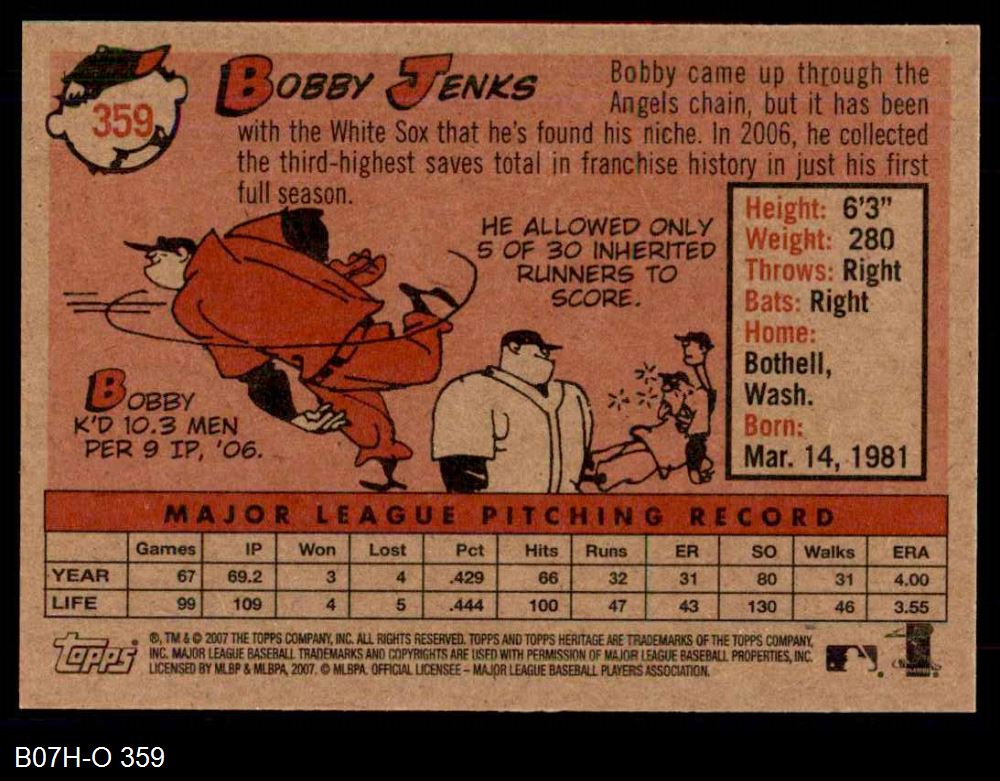 359
BOBBY JENKS
Bobby came up through the
Angels chain, but it has been
with the White Sox that he's found his niche. In 2006, he collected
the third-highest saves total in franchise history in just his first
full season.
HE ALLOWED ONLY
5 OF 30 INHERITED
RUNNERS TO
SCORE.
BOBBY
K'D 10.3 MEN
PER 9 IP, '06.
Height: 6'3"
Weight: 280
Throws: Right
Bats: Right
Home:
Bothell,
Wash.
Born:
Mar. 14, 1981
MAJOR LEAGUE PITCHING RECORD
Games IP Won Lost Pct Hits Runs ER SO Walks ERA
YEAR 67 69.2 3 4 .429 66 32 31 80 31 4.00
LIFE 99 109 4 5 .444 100 47 43 130 46 3.55
Topps
®, TM & © 2007 THE TOPPS COMPANY, INC. ALL RIGHTS RESERVED. TOPPS AND TOPPS HERITAGE ARE TRADEMARKS OF THE TOPPS COMPANY,
INC. MAJOR LEAGUE BASEBALL TRADEMARKS AND COPYRIGHTS ARE USED WITH PERMISSION OF MAJOR LEAGUE BASEBALL PROPERTIES, INC.
LICENSED BY MLBP & MLBPA, 2007. © MLBPA. OFFICIAL LICENSEE – MAJOR LEAGUE BASEBALL PLAYERS ASSOCIATION.
B07H-O 359